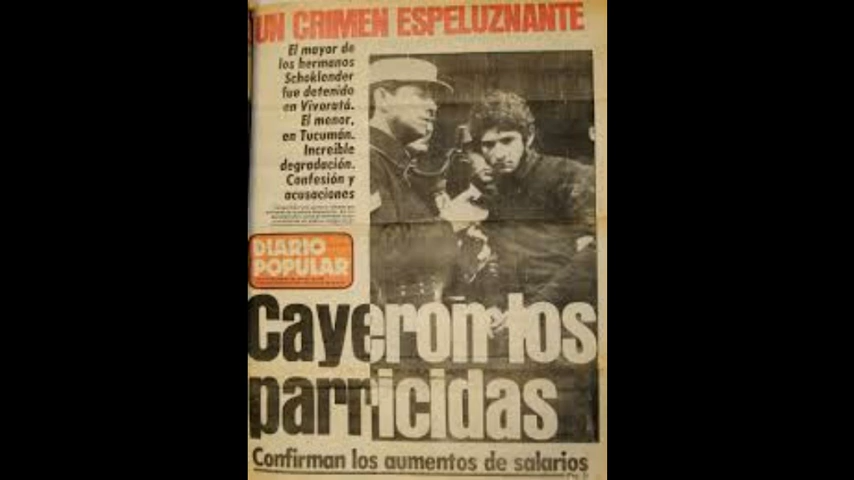 UN CRIMEN ESPELUZNANTE
El mayor de
los hermanos
Schoklender
fue detenido
en Vivoratá.
El menor,
en Tucumán.
Increíble
degradación.
Confesión y
acusaciones
DIARIO
POPULAR
Cayeron los
parricidas
Confirman los aumentos de salarios